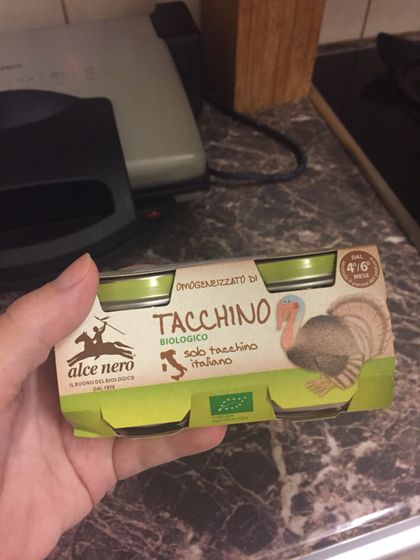 OMOGENEIZZATO DI
TACCHINO
BIOLOGICO
solo tacchino
italiano
alce nero
IL BUONO DEL BIOLOGICO
DAL 1978
DAL
4°/6°
MESE